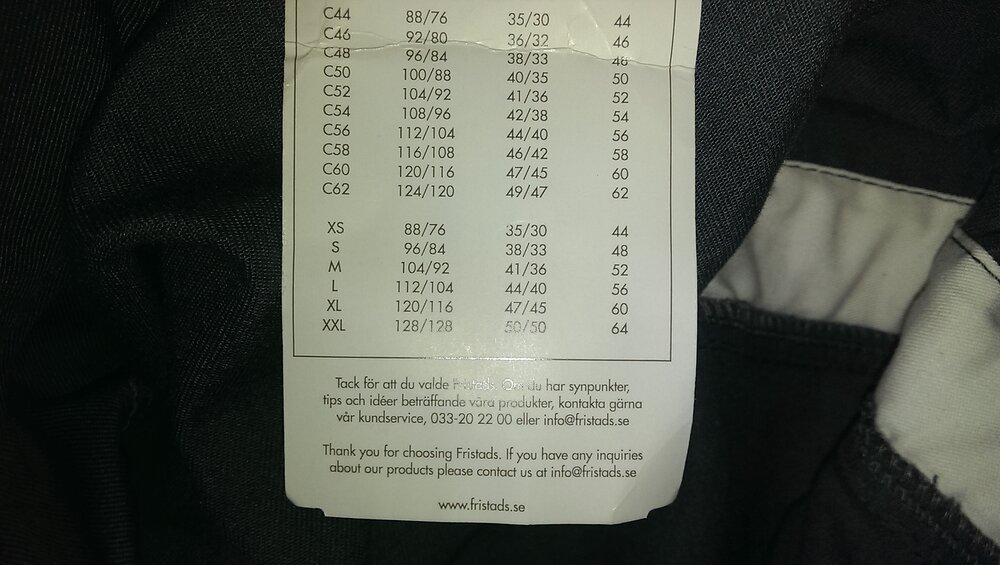 C44 88/76 35/30 44
C46 92/80 36/32 46
C48 96/84 38/33 48
C50 100/88 40/35 50
C52 104/92 41/36 52
C54 108/96 42/38 54
C56 112/104 44/40 56
C58 116/108 46/42 58
C60 120/116 47/45 60
C62 124/120 49/47 62
XS 88/76 35/30 44
S 96/84 38/33 48
M 104/92 41/36 52
L 112/104 44/40 56
XL 120/116 47/45 60
XXL 128/128 50/50 64
Tack för att du valde Fristads. Om du har synpunkter,
tips och idéer beträffande våra produkter, kontakta gärna
vår kundservice, 033-20 22 00 eller info@fristads.se
Thank you for choosing Fristads. If you have any inquiries
about our products please contact us at info@fristads.se
www.fristads.se